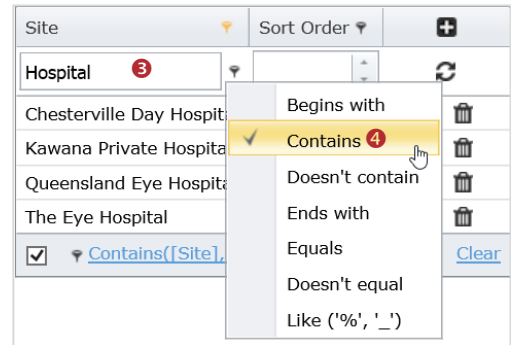 Site Sort Order
Hospital 3
Begins with
Chesterville Day Hospit
Contains 4
Kawana Private Hospita
Doesn't contain
Queensland Eye Hospita
Ends with
The Eye Hospital
Equals
Contains([Site], Clear
Doesn't equal
Like ('%', '_')